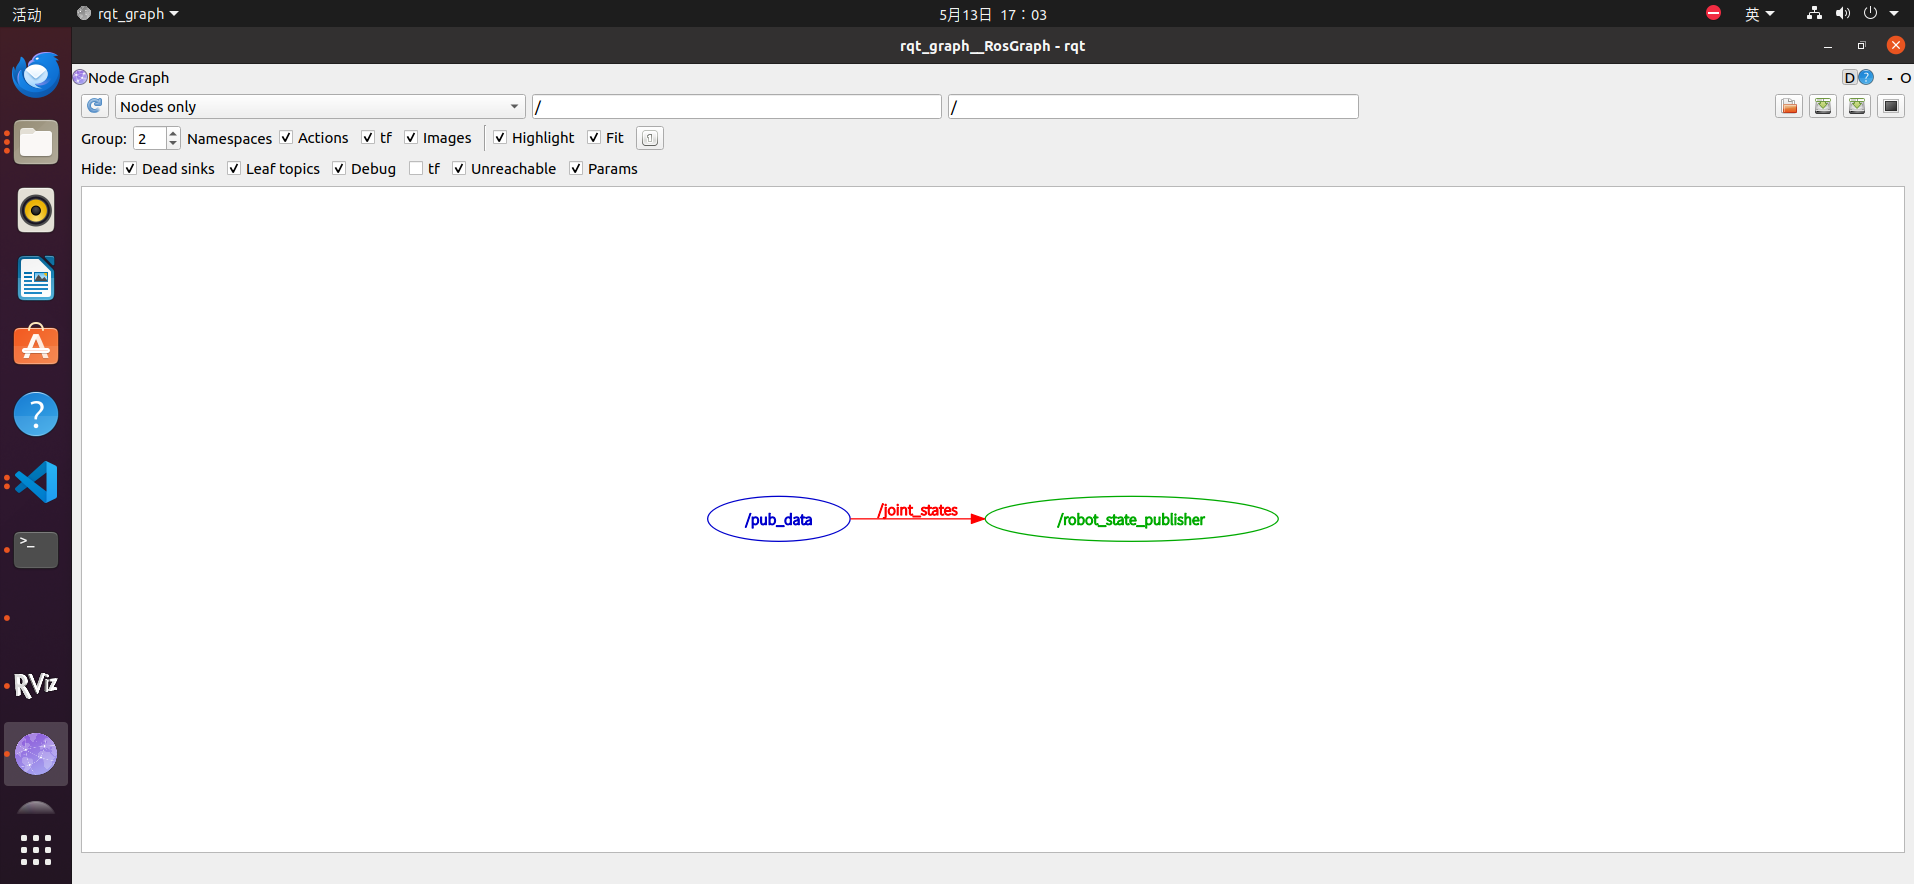 活动 rqt_graph 5月13日 17：03 英
rqt_graph__RosGraph - rqt
Node Graph D ? - O
Nodes only / /
Group: 2 Namespaces Actions tf Images Highlight Fit
Hide: Dead sinks Leaf topics Debug tf Unreachable Params
/pub_data /joint_states /robot_state_publisher
A
?
>_
RViz